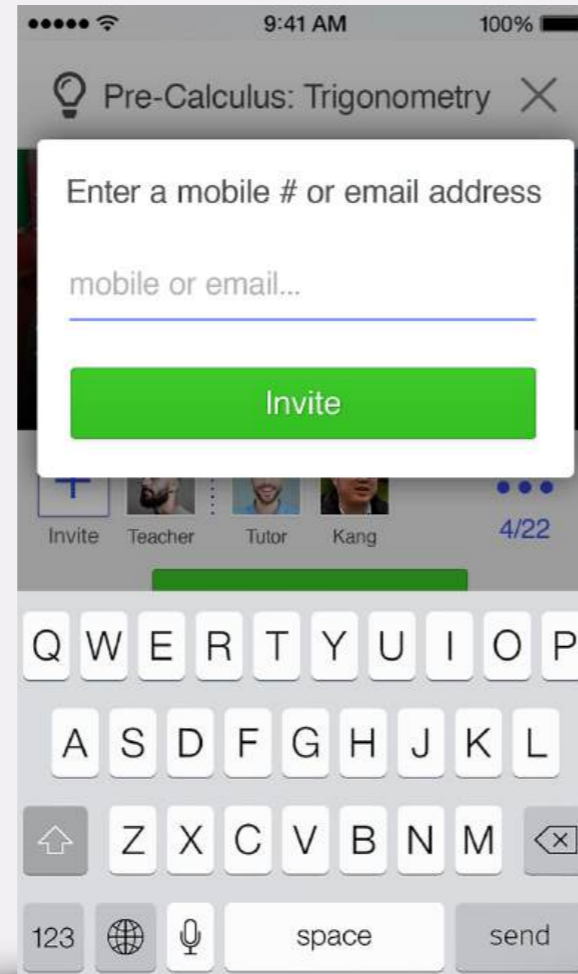 9:41 AM 100%
Pre-Calculus: Trigonometry
Enter a mobile # or email address
mobile or email...
Invite
Invite Teacher Tutor Kang 4/22
Q W E R T Y U I O P
A S D F G H J K L
Z X C V B N M
123 space send